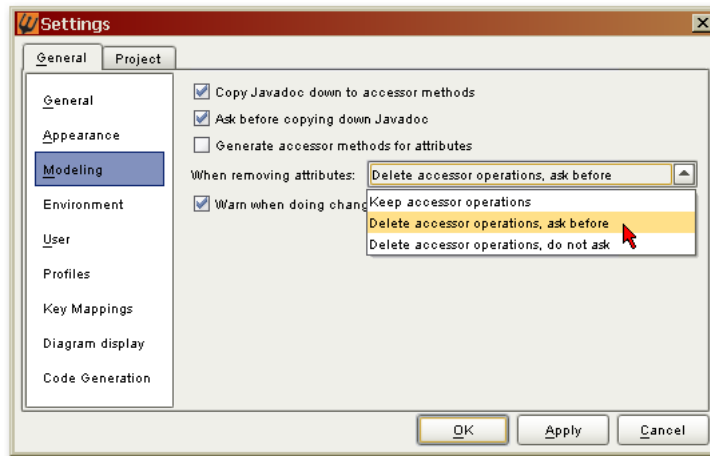 Settings
General Project
General
Appearance
Modeling
Environment
User
Profiles
Key Mappings
Diagram display
Code Generation
Copy Javadoc down to accessor methods
Ask before copying down Javadoc
Generate accessor methods for attributes
When removing attributes: Delete accessor operations, ask before
Warn when doing
Keep accessor operations
Delete accessor operations, ask before
Delete accessor operations, do not ask
OK Apply Cancel